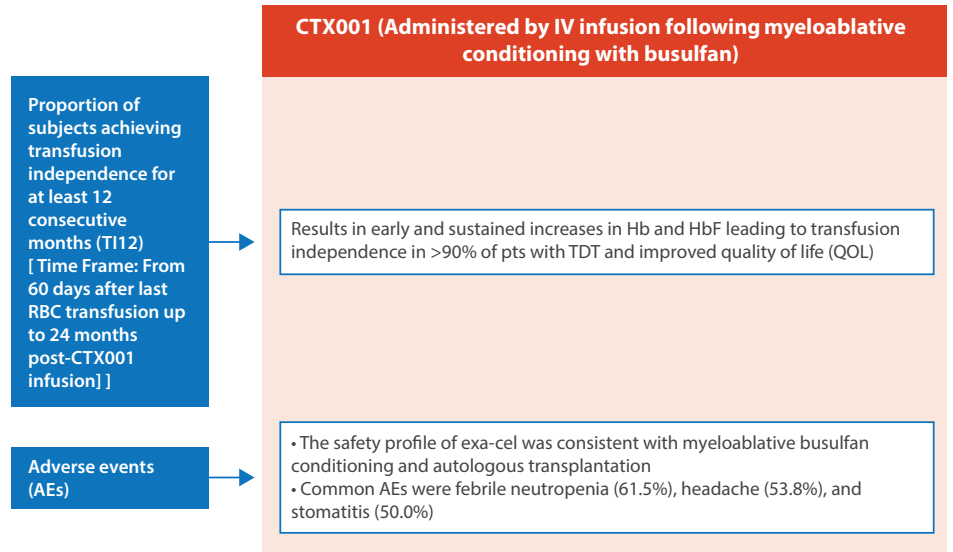 CTX001 (Administered by IV infusion following myeloablative
conditioning with busulfan)
Proportion of
subjects achieving
transfusion
independence for
at least 12
consecutive
months (TI12)
[ Time Frame: From
60 days after last
RBC transfusion up
to 24 months
post-CTX001
infusion] ]
Results in early and sustained increases in Hb and HbF leading to transfusion
independence in >90% of pts with TDT and improved quality of life (QOL)
Adverse events
(AEs)
• The safety profile of exa-cel was consistent with myeloablative busulfan
conditioning and autologous transplantation
• Common AEs were febrile neutropenia (61.5%), headache (53.8%), and
stomatitis (50.0%)